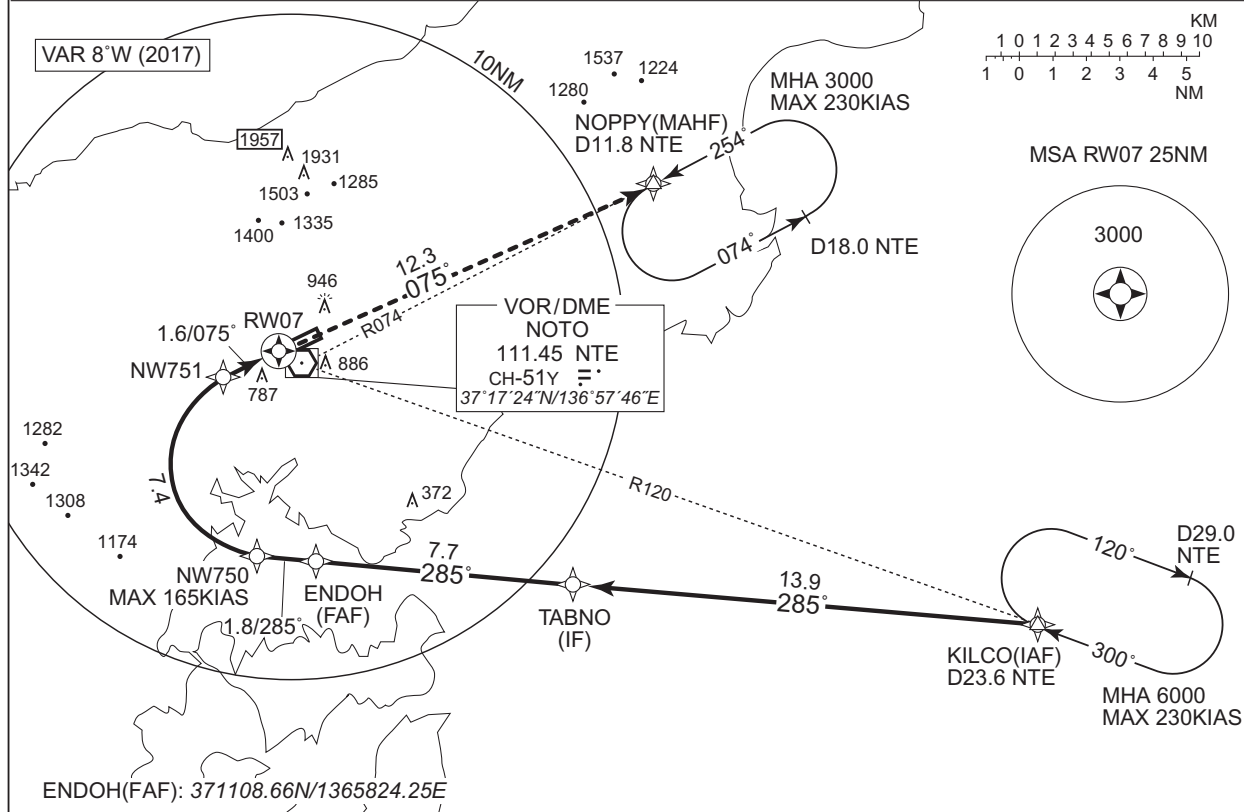 VAR 8˚W (2017)
10NM
1537
1224
1280
NOPPY(MAHF)
D11.8 NTE
MHA 3000
MAX 230KIAS
254˚
074˚
D18.0 NTE
KM
1 0 1 2 3 4 5 6 7 8 9 10
1 0 1 2 3 4 5
NM
MSA RW07 25NM
3000
1957
1931
1503
1285
1400
1335
12.3
075˚
R074
946
RW07
1.6/075˚
NW751
787
886
VOR/DME
NOTO
111.45 NTE
CH-51Y
37˚17´24˝N/136˚57´46˝E
1282
1342
1308
1174
7.4
372
R120
NW750
MAX 165KIAS
1.8/285˚
ENDOH
(FAF)
7.7
285˚
TABNO
(IF)
13.9
285˚
120˚
D29.0
NTE
300˚
KILCO(IAF)
D23.6 NTE
MHA 6000
MAX 230KIAS
ENDOH(FAF): 371108.66N/1365824.25E